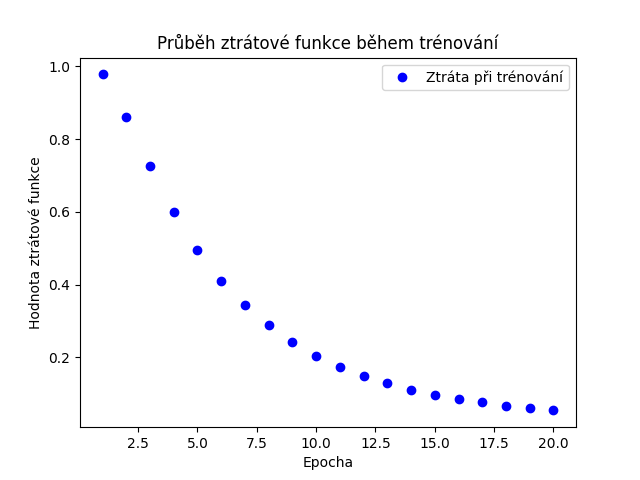 Průběh ztrátové funkce během trénování
Ztráta při trénování
Hodnota ztrátové funkce
1.0
0.8
0.6
0.4
0.2
2.5 5.0 7.5 10.0 12.5 15.0 17.5 20.0
Epocha